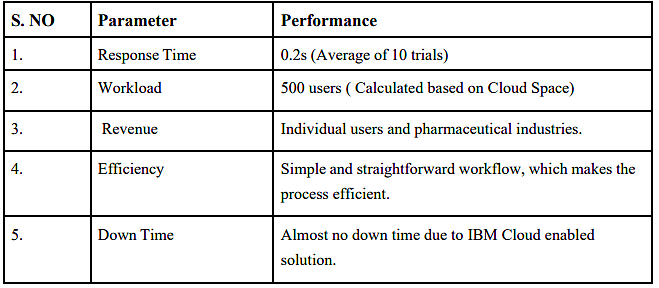 S. NO Parameter Performance
1. Response Time 0.2s (Average of 10 trials)
2. Workload 500 users ( Calculated based on Cloud Space)
3. Revenue Individual users and pharmaceutical industries.
4. Efficiency Simple and straightforward workflow, which makes the
process efficient.
5. Down Time Almost no down time due to IBM Cloud enabled
solution.